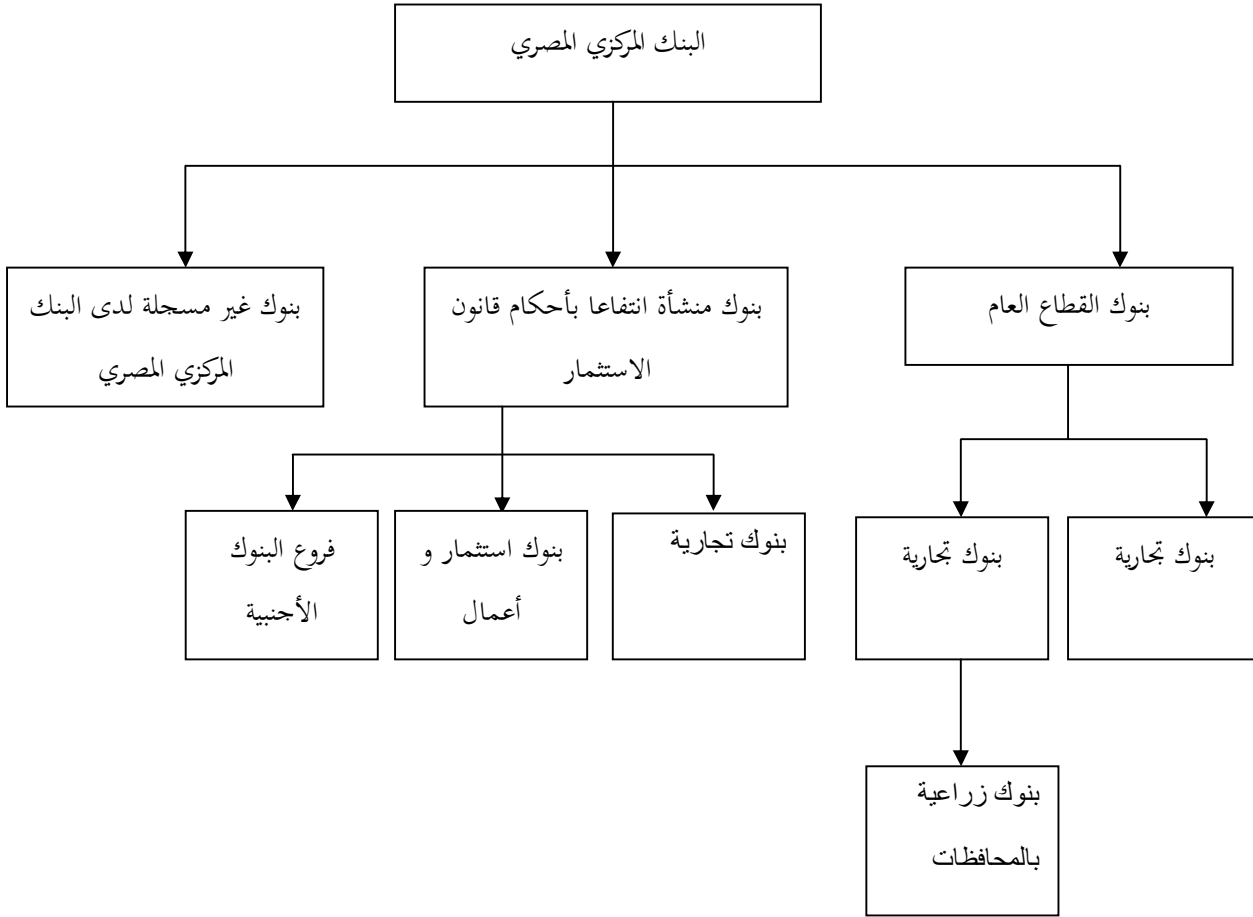 البنك المركزي المصري
بنوك القطاع العام
بنوك منشأة انتفاعا بأحكام قانون
الاستثمار
بنوك غير مسجلة لدى البنك
المركزي المصري
بنوك تجارية
بنوك تجارية
بنوك تجارية
بنوك استثمار و
أعمال
فروع البنوك
الأجنبية
بنوك زراعية
بالمحافظات